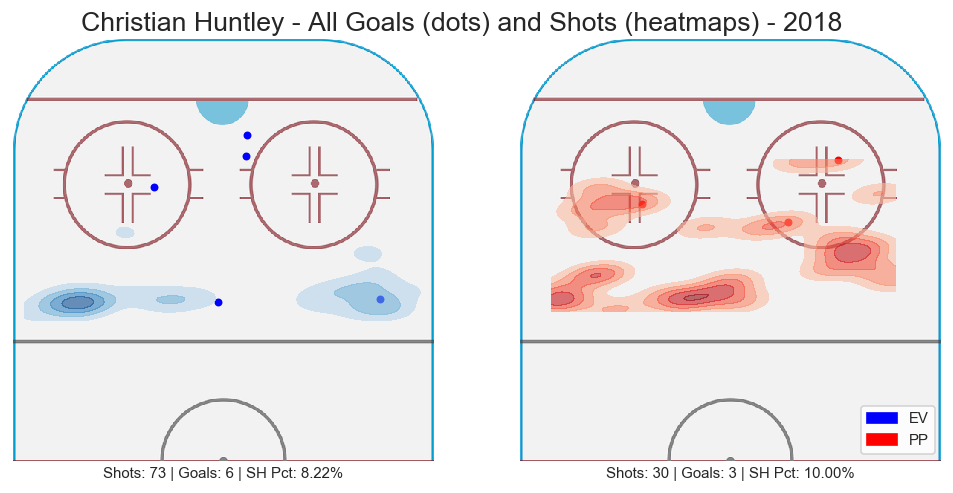 Christian Huntley - All Goals (dots) and Shots (heatmaps) - 2018
EV
PP
Shots: 73 | Goals: 6 | SH Pct: 8.22%
Shots: 30 | Goals: 3 | SH Pct: 10.00%